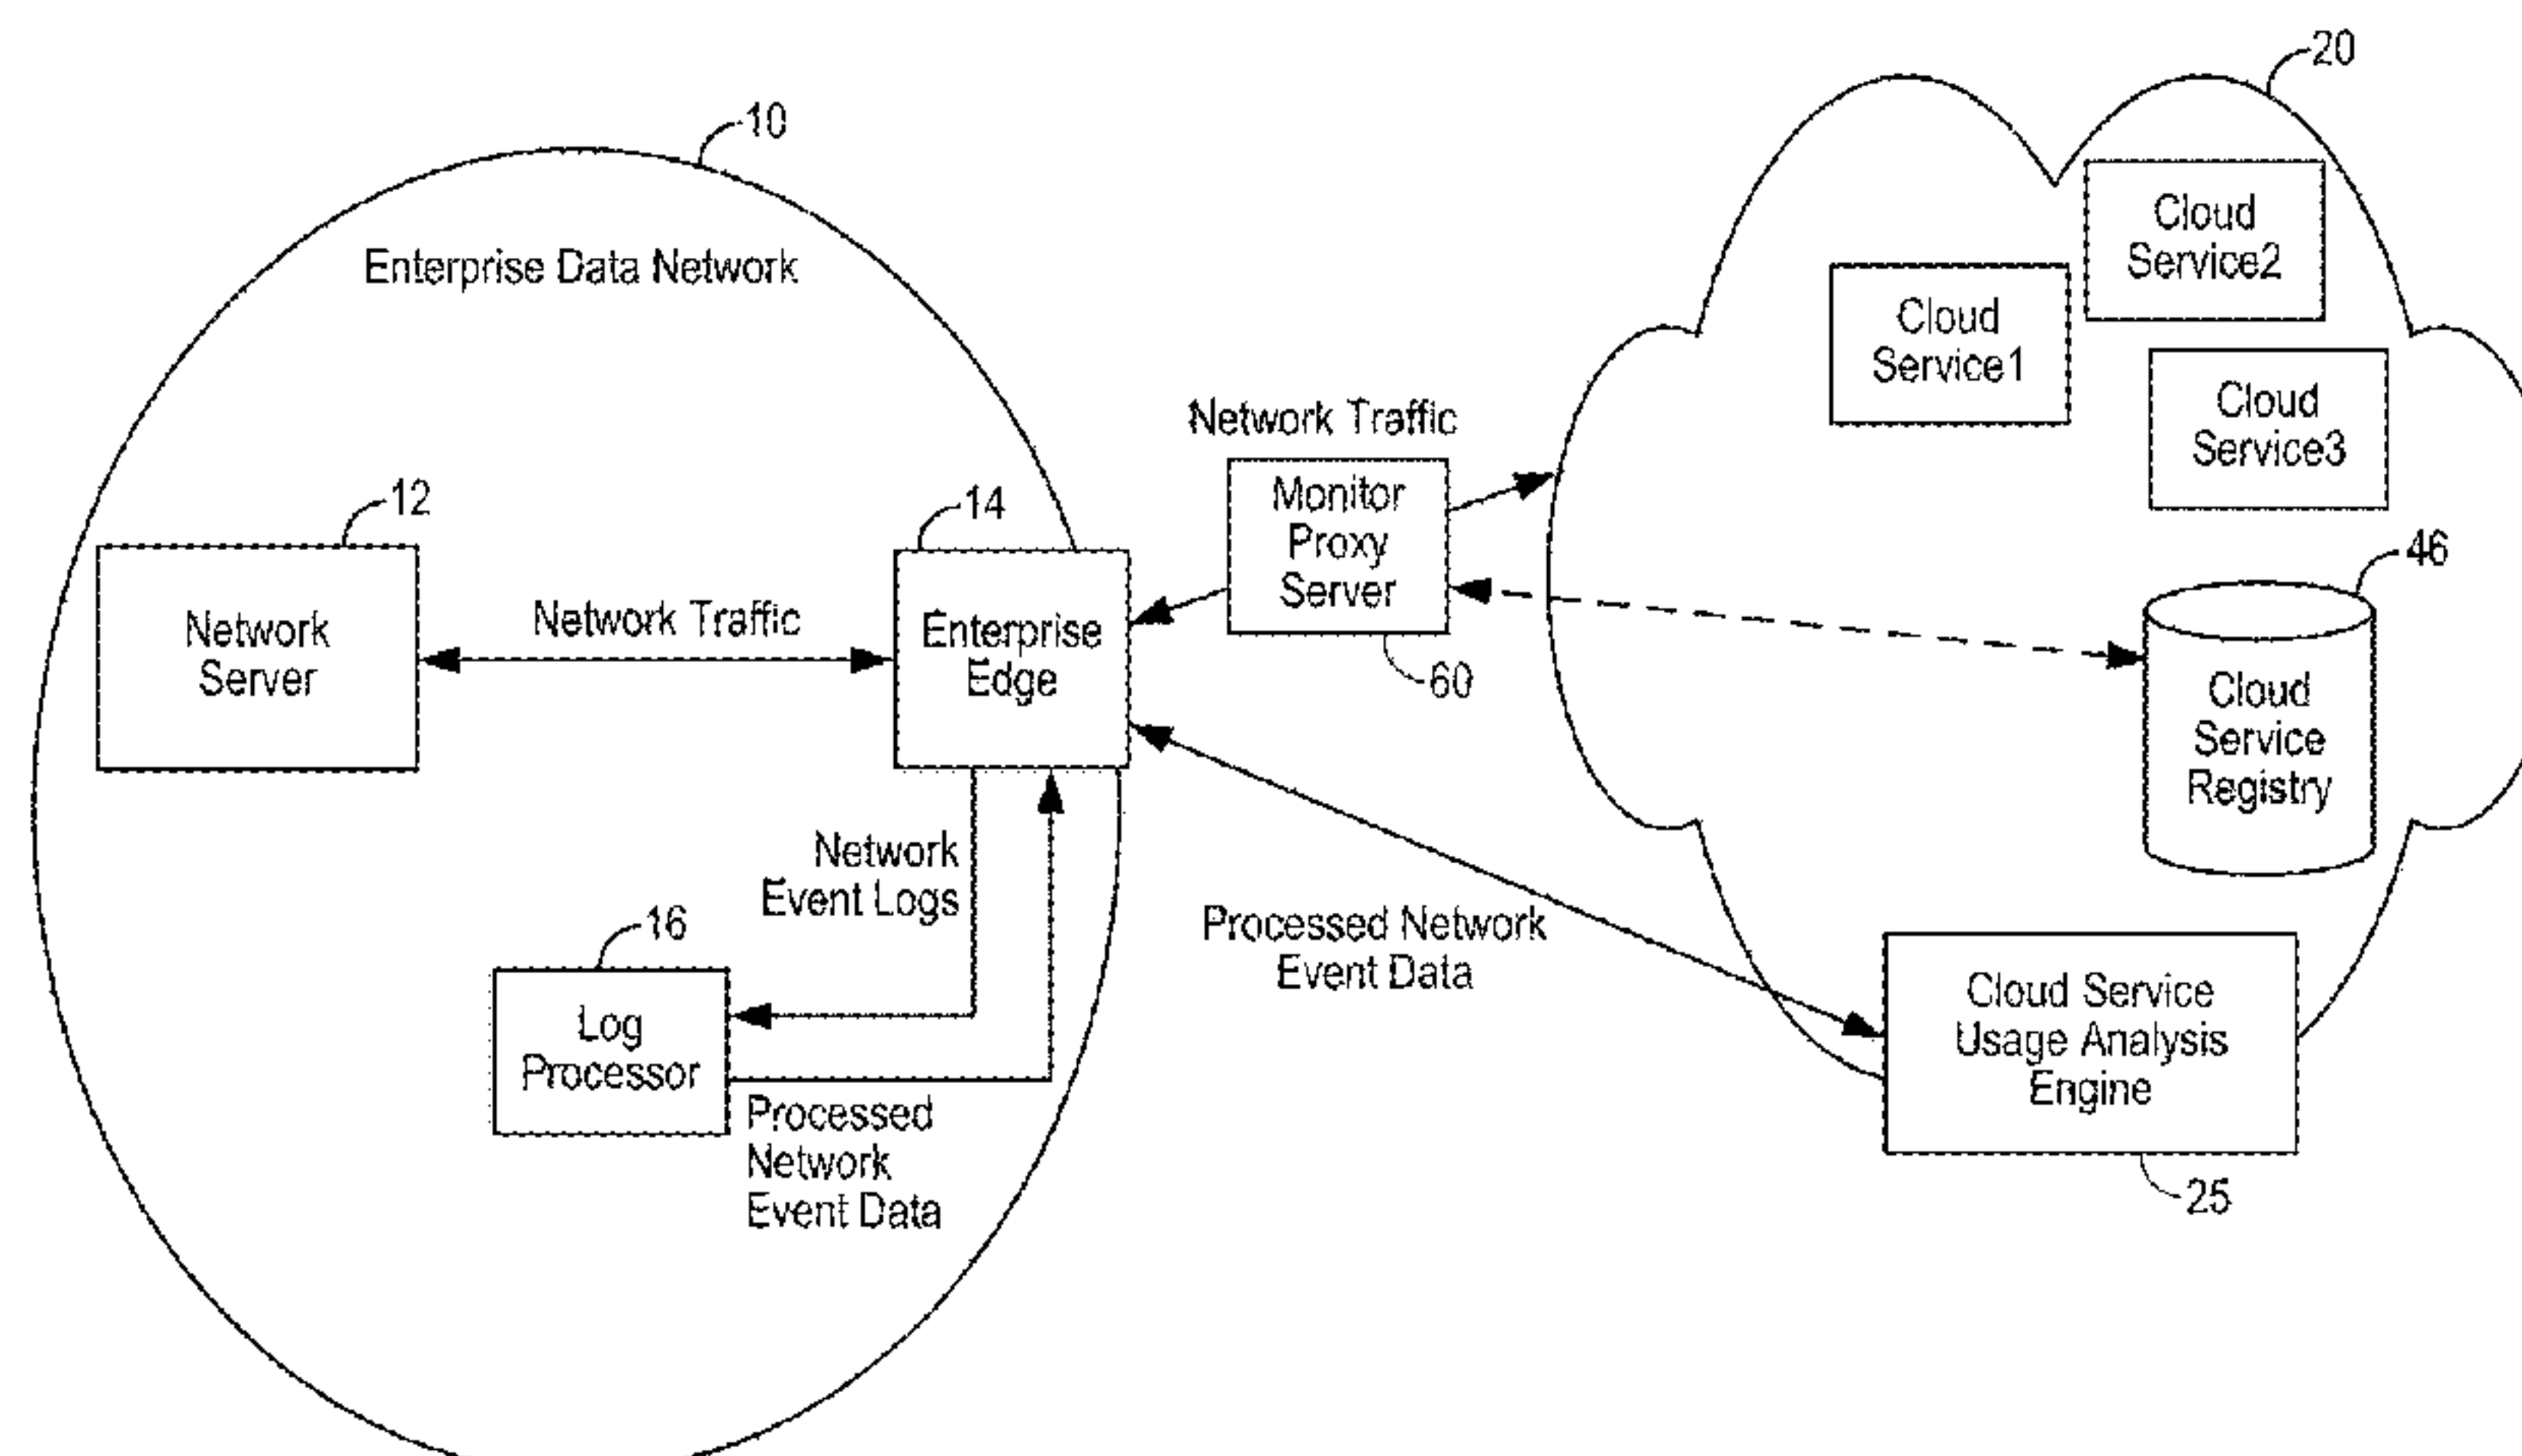 20
10
Cloud
Service2
Enterprise Data Network
Cloud
Service1
Cloud
Service3
Network Traffic
12
14
Monitor
Proxy
Server
46
Network
Server
Network Traffic
Enterprise
Edge
60
Cloud
Service
Registry
Network
Event Logs
16
Processed Network
Event Data
Log
Processor
Cloud Service
Usage Analysis
Engine
Processed
Network
Event Data
25